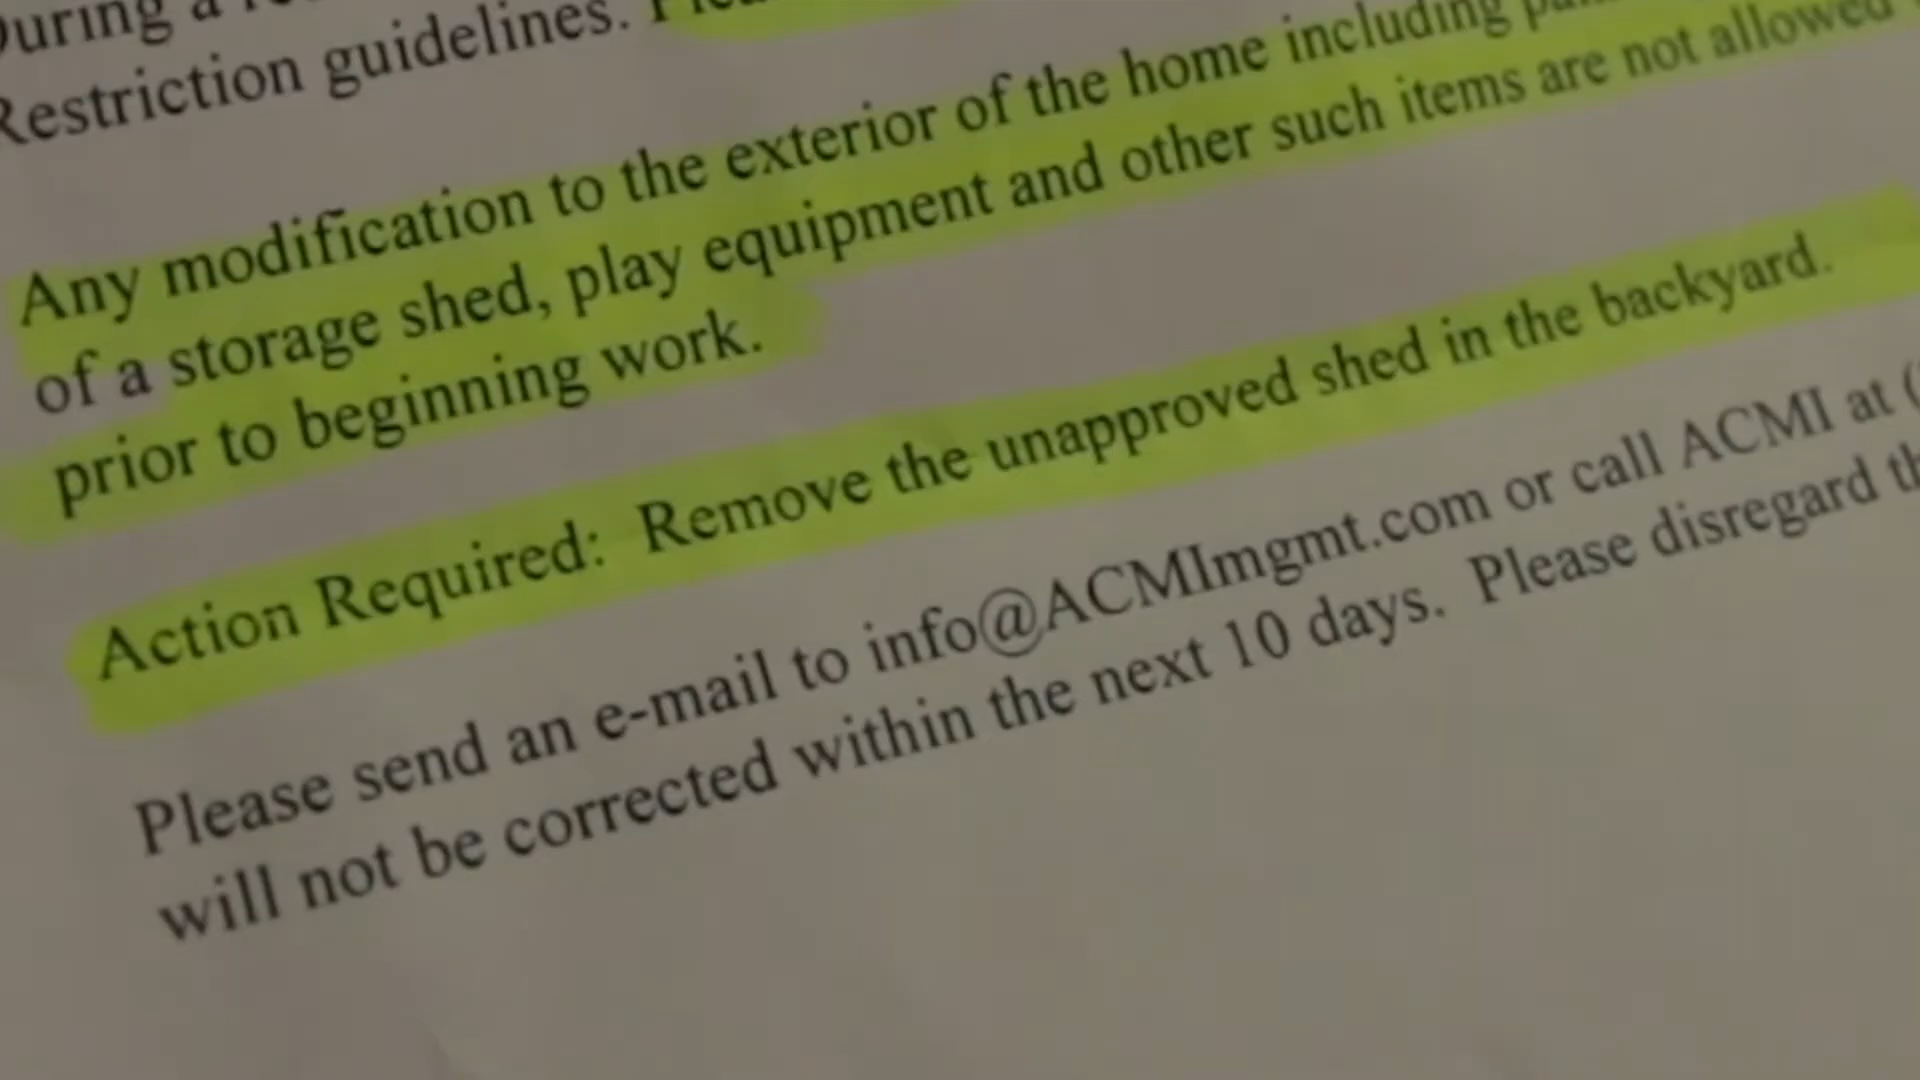 During a
Restriction guidelines.
Any modification to the exterior of the home including
of a storage shed, play equipment and other such items are not allowed
prior to beginning work.
Action Required: Remove the unapproved shed in the backyard.
Please send an e-mail to info@ACMImgmt.com or call ACMI at (
will not be corrected within the next 10 days. Please disregard